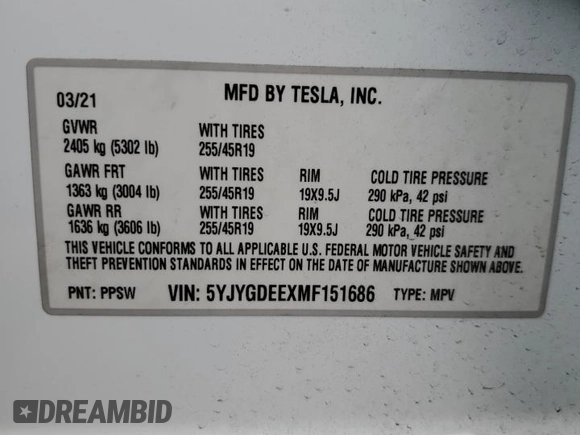 03/21 MFD BY TESLA, INC.
GVWR WITH TIRES
2405 kg (5302 lb) 255/45R19
GAWR FRT WITH TIRES RIM COLD TIRE PRESSURE
1363 kg (3004 lb) 255/45R19 19X9.5J 290 kPa, 42 psi
GAWR RR WITH TIRES RIM COLD TIRE PRESSURE
1636 kg (3606 lb) 255/45R19 19X9.5J 290 kPa, 42 psi
THIS VEHICLE CONFORMS TO ALL APPLICABLE U.S. FEDERAL MOTOR VEHICLE SAFETY AND
THEFT PREVENTION STANDARDS IN EFFECT ON THE DATE OF MANUFACTURE SHOWN ABOVE.
PNT: PPSW VIN: 5YJYGDEEXMF151686 TYPE: MPV
DREAMBID